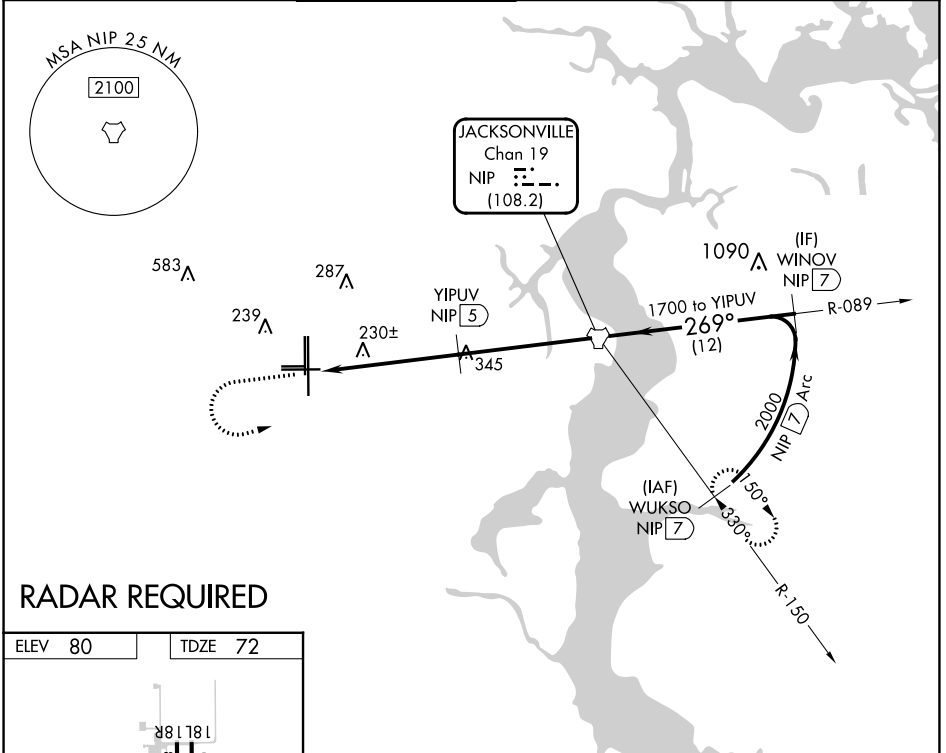 MSA NIP 25 NM
2100
JACKSONVILLE
Chan 19
NIP
(108.2)
583
287
239
230±
YIPUV
NIP 5
345
1090
(IF)
WINOV
NIP 7
1700 to YIPUV
269°
(12)
R-089
2000
NIP 7 Arc
(IAF)
WUKSO
NIP 7
150°
330°
R-150
RADAR REQUIRED
ELEV 80
TDZE 72
18L18R